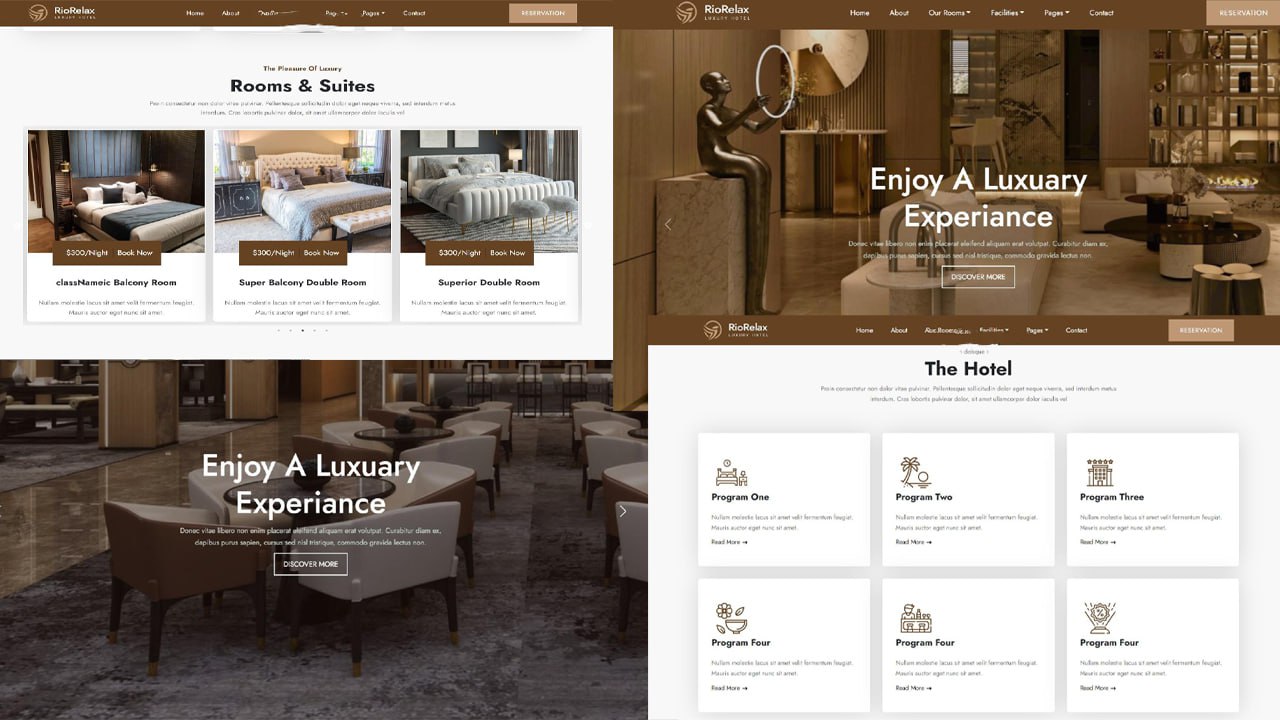 RioRelax
LUXURY HOTEL
Home About Pages Contact
RESERVATION
The Pleasure Of Luxury
Rooms & Suites
Proin consectetur non dolor vitae pulvinar. Pellentesque sollicitudin dolor eget neque viverra, sed interdum metus
interdum. Cras lobortis pulvinar dolor, sit amet ullamcorper dolor iaculis vel
$300/Night Book Now
classNameic Balcony Room
Nullam molestie lacus sit amet velit fermentum feugiat.
Mauris auctor eget nunc sit amet.
$300/Night Book Now
Super Balcony Double Room
Nullam molestie lacus sit amet velit fermentum feugiat.
Mauris auctor eget nunc sit amet.
$300/Night Book Now
Superior Double Room
Nullam molestie lacus sit amet velit fermentum feugiat.
Mauris auctor eget nunc sit amet.
RioRelax
LUXURY HOTEL
Home About Our Rooms Facilities Pages Contact
RESERVATION
Enjoy A Luxuary
Experiance
Donec vitae libero non enim placerat eleifend aliquam erat volutpat. Curabitur diam ex,
dapibus purus sapien, cursus sed nisl tristique, commodo gravida lectus non.
DISCOVER MORE
Enjoy A Luxuary
Experiance
Donec vitae libero non enim placerat eleifend aliquam erat volutpat. Curabitur diam ex,
dapibus purus sapien, cursus sed nisl tristique, commodo gravida lectus non.
DISCOVER MORE
RioRelax
LUXURY HOTEL
Home About Facilities Pages Contact
RESERVATION
The Hotel
Proin consectetur non dolor vitae pulvinar. Pellentesque sollicitudin dolor eget neque viverra, sed interdum metus
interdum. Cras lobortis pulvinar dolor, sit amet ullamcorper dolor iaculis vel
Program One
Nullam molestie lacus sit amet velit fermentum feugiat.
Mauris auctor eget nunc sit amet.
Read More →
Program Two
Nullam molestie lacus sit amet velit fermentum feugiat.
Mauris auctor eget nunc sit amet.
Read More →
Program Three
Nullam molestie lacus sit amet velit fermentum feugiat.
Mauris auctor eget nunc sit amet.
Read More →
Program Four
Nullam molestie lacus sit amet velit fermentum feugiat.
Mauris auctor eget nunc sit amet.
Read More →
Program Four
Nullam molestie lacus sit amet velit fermentum feugiat.
Mauris auctor eget nunc sit amet.
Read More →
Program Four
Nullam molestie lacus sit amet velit fermentum feugiat.
Mauris auctor eget nunc sit amet.
Read More →